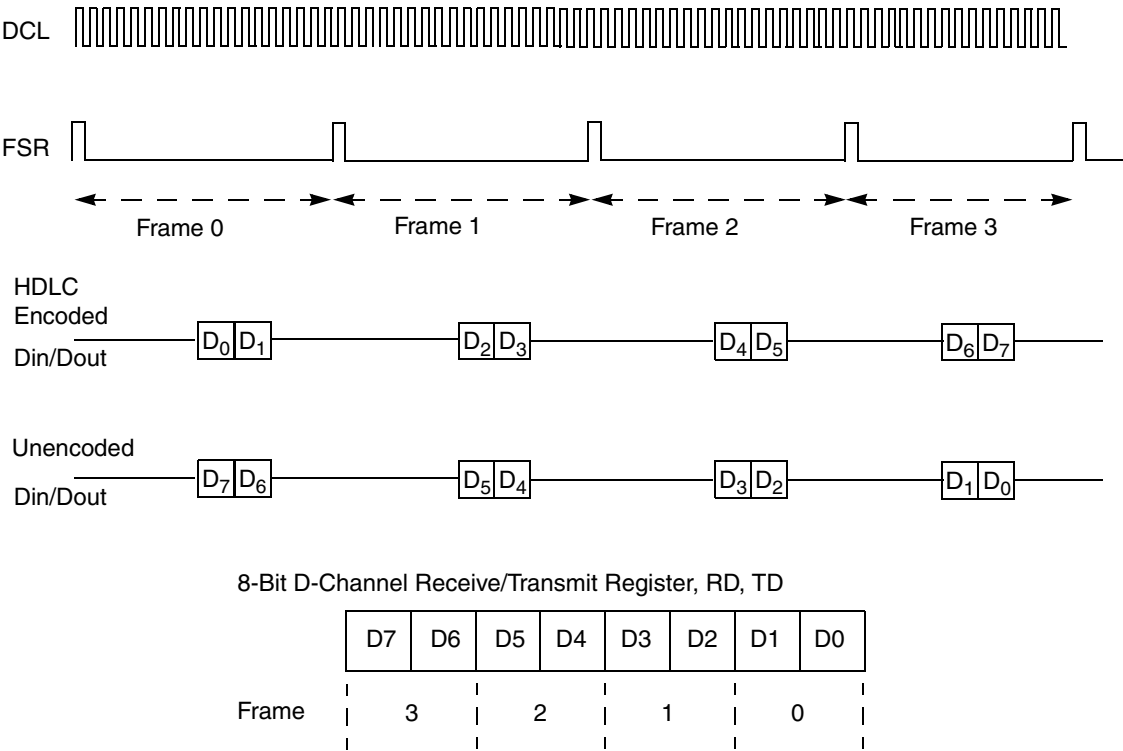 DCL
FSR
Frame 0 Frame 1 Frame 2 Frame 3
HDLC
Encoded
Din/Dout
D0 D1 D2 D3 D4 D5 D6 D7
Unencoded
Din/Dout
D7 D6 D5 D4 D3 D2 D1 D0
8-Bit D-Channel Receive/Transmit Register, RD, TD
D7 D6 D5 D4 D3 D2 D1 D0
Frame 3 2 1 0